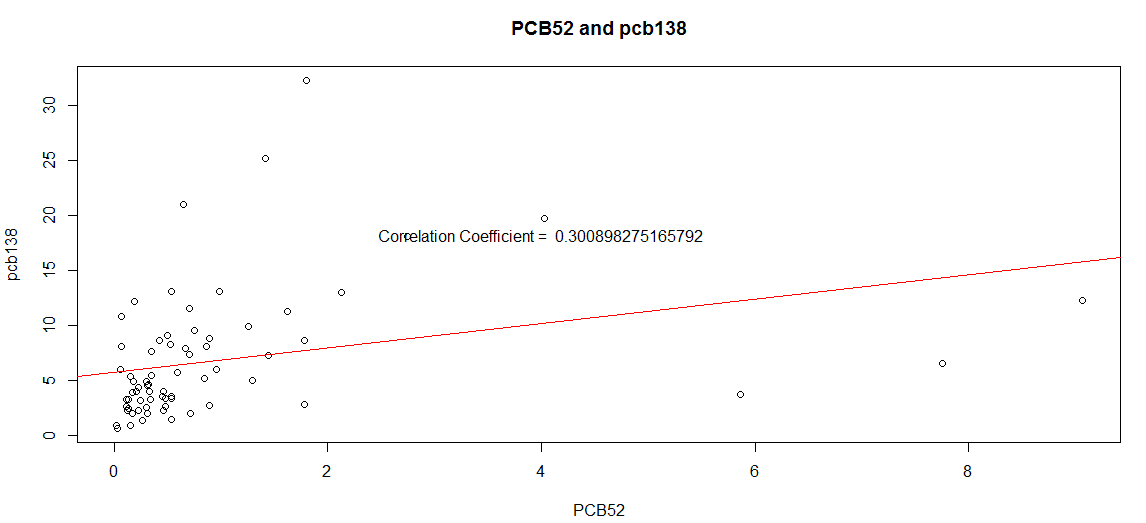 PCB52 and pcb138
30
25
20
15
10
5
0
pcb138
Correlation Coefficient = 0.300898275165792
0 2 4 6 8
PCB52